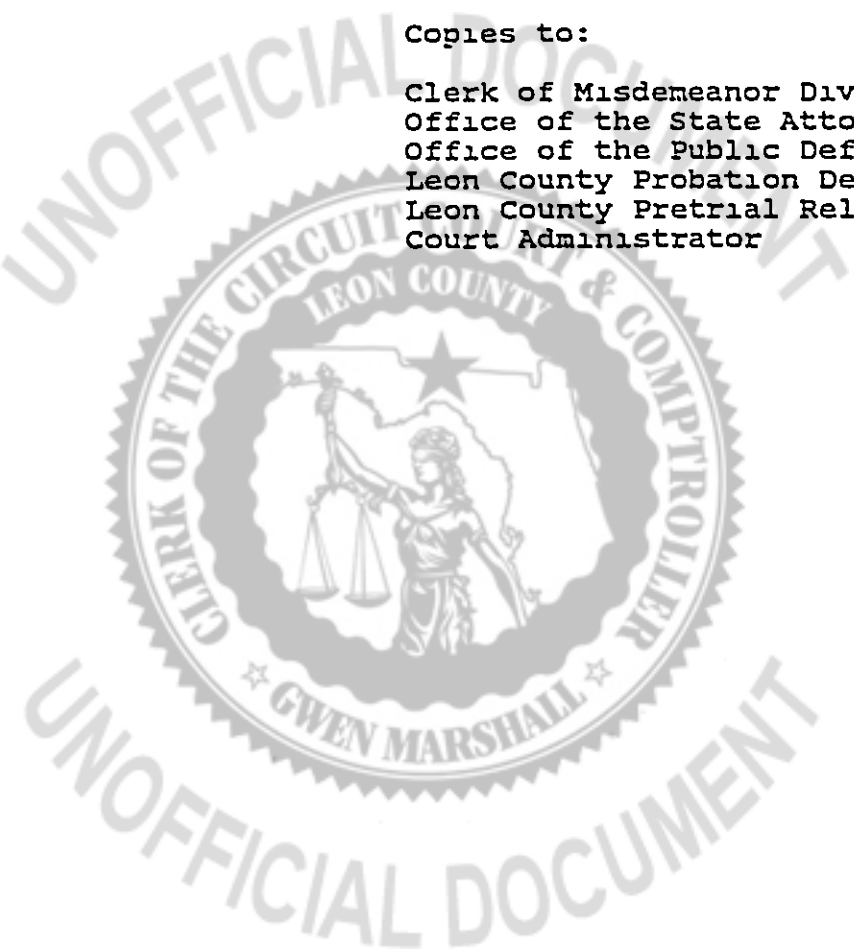 Copies to:
Clerk of Misdemeanor Div
Office of the State Atto
Office of the Public Def
Leon County Probation De
Leon County Pretrial Rel
Court Administrator
UNOFFICIAL DOCUMENT
CLERK OF THE CIRCUIT COURT & COMPTROLLER
LEON COUNTY
GWEN MARSHALL
UNOFFICIAL DOCUMENT